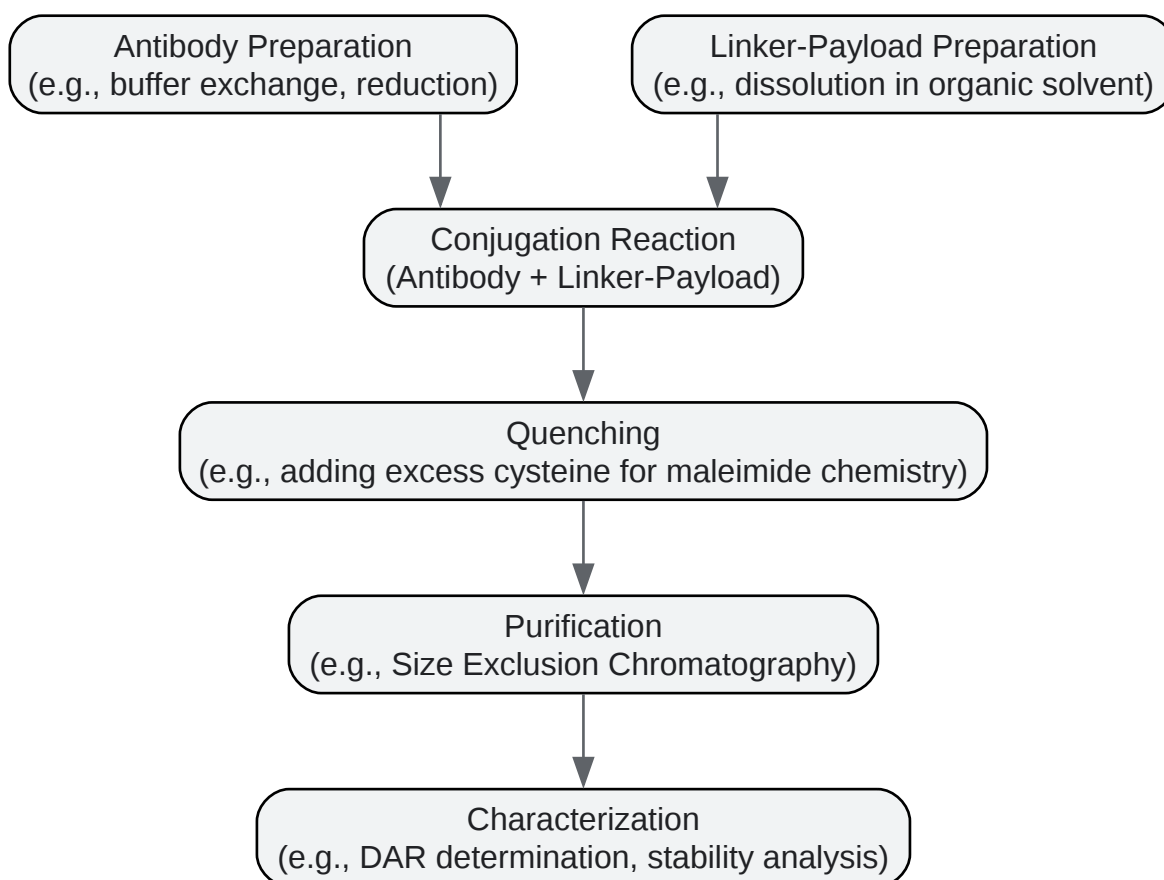 Antibody Preparation
(e.g., buffer exchange, reduction)
Linker-Payload Preparation
(e.g., dissolution in organic solvent)
Conjugation Reaction
(Antibody + Linker-Payload)
Quenching
(e.g., adding excess cysteine for maleimide chemistry)
Purification
(e.g., Size Exclusion Chromatography)
Characterization
(e.g., DAR determination, stability analysis)